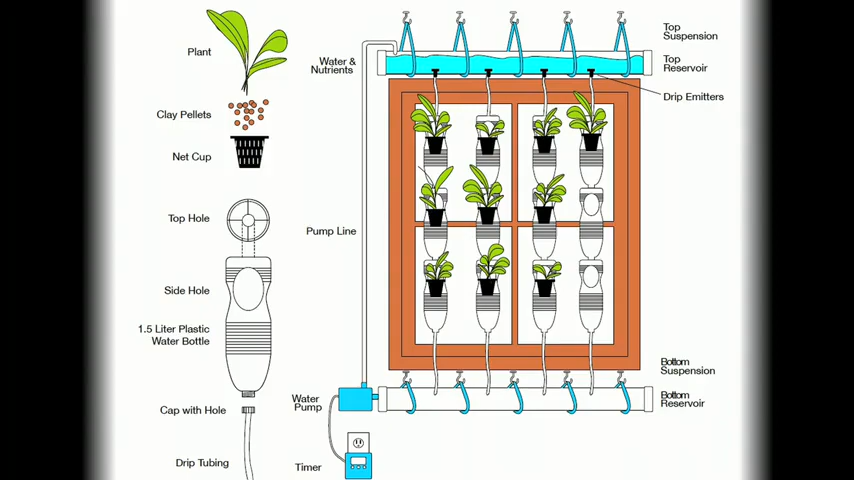 Plant
Clay Pellets
Net Cup
Top Hole
Side Hole
1.5 Liter Plastic
Water Bottle
Cap with Hole
Drip Tubing
Water &
Nutrients
Pump Line
Water
Pump
Timer
Top
Suspension
Top
Reservoir
Drip Emitters
Bottom
Suspension
Bottom
Reservoir